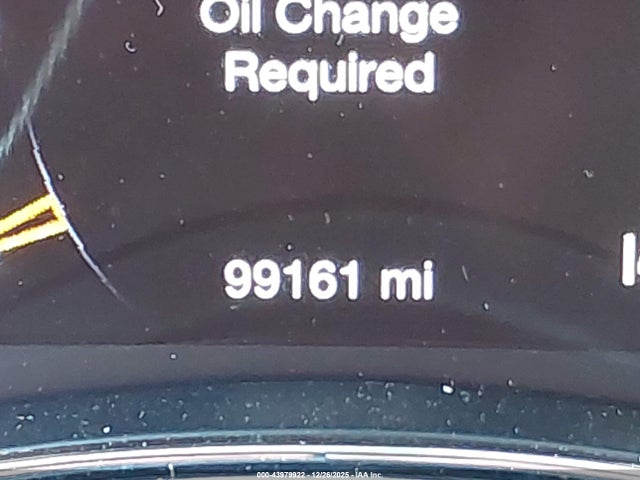 Oil Change
Required
99161 mi
000-43979922 - 12/26/2025 - IAA Inc.